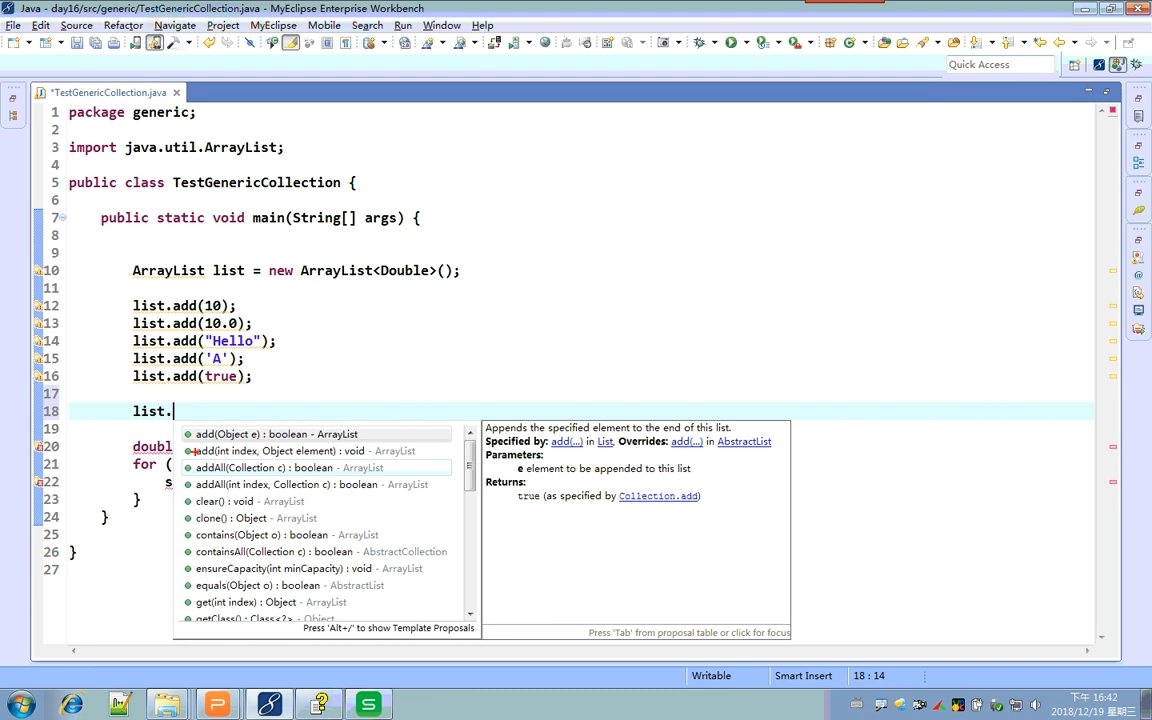 Java - day16/src/generic/TestGenericCollection.java - MyEclipse Enterprise Workbench
File Edit Source Refactor Navigate Project MyEclipse Mobile Search Run Window Help
Quick Access
*TestGenericCollection.java
1 package generic;
2
3 import java.util.ArrayList;
4
5 public class TestGenericCollection {
6
7 public static void main(String[] args) {
8
9
10 ArrayList list = new ArrayList<Double>();
11
12 list.add(10);
13 list.add(10.0);
14 list.add("Hello");
15 list.add('A');
16 list.add(true);
17
18 list.
19
20 doubl
21 for (
22 s
23 }
24 }
25
26 }
27
add(Object e) : boolean - ArrayList
add(int index, Object element) : void - ArrayList
addAll(Collection c) : boolean - ArrayList
addAll(int index, Collection c) : boolean - ArrayList
clear() : void - ArrayList
clone() : Object - ArrayList
contains(Object o) : boolean - ArrayList
containsAll(Collection c) : boolean - AbstractCollection
ensureCapacity(int minCapacity) : void - ArrayList
equals(Object o) : boolean - AbstractList
get(int index) : Object - ArrayList
getClass() : Class<?> - Object
Press 'Alt+/' to show Template Proposals
Appends the specified element to the end of this list.
Specified by: add(...) in List, Overrides: add(...) in AbstractList
Parameters:
e element to be appended to this list
Returns:
true (as specified by Collection.add)
Press 'Tab' from proposal table or click for focus
Writable Smart Insert 18 : 14
下午 16:42
2018/12/19 星期三